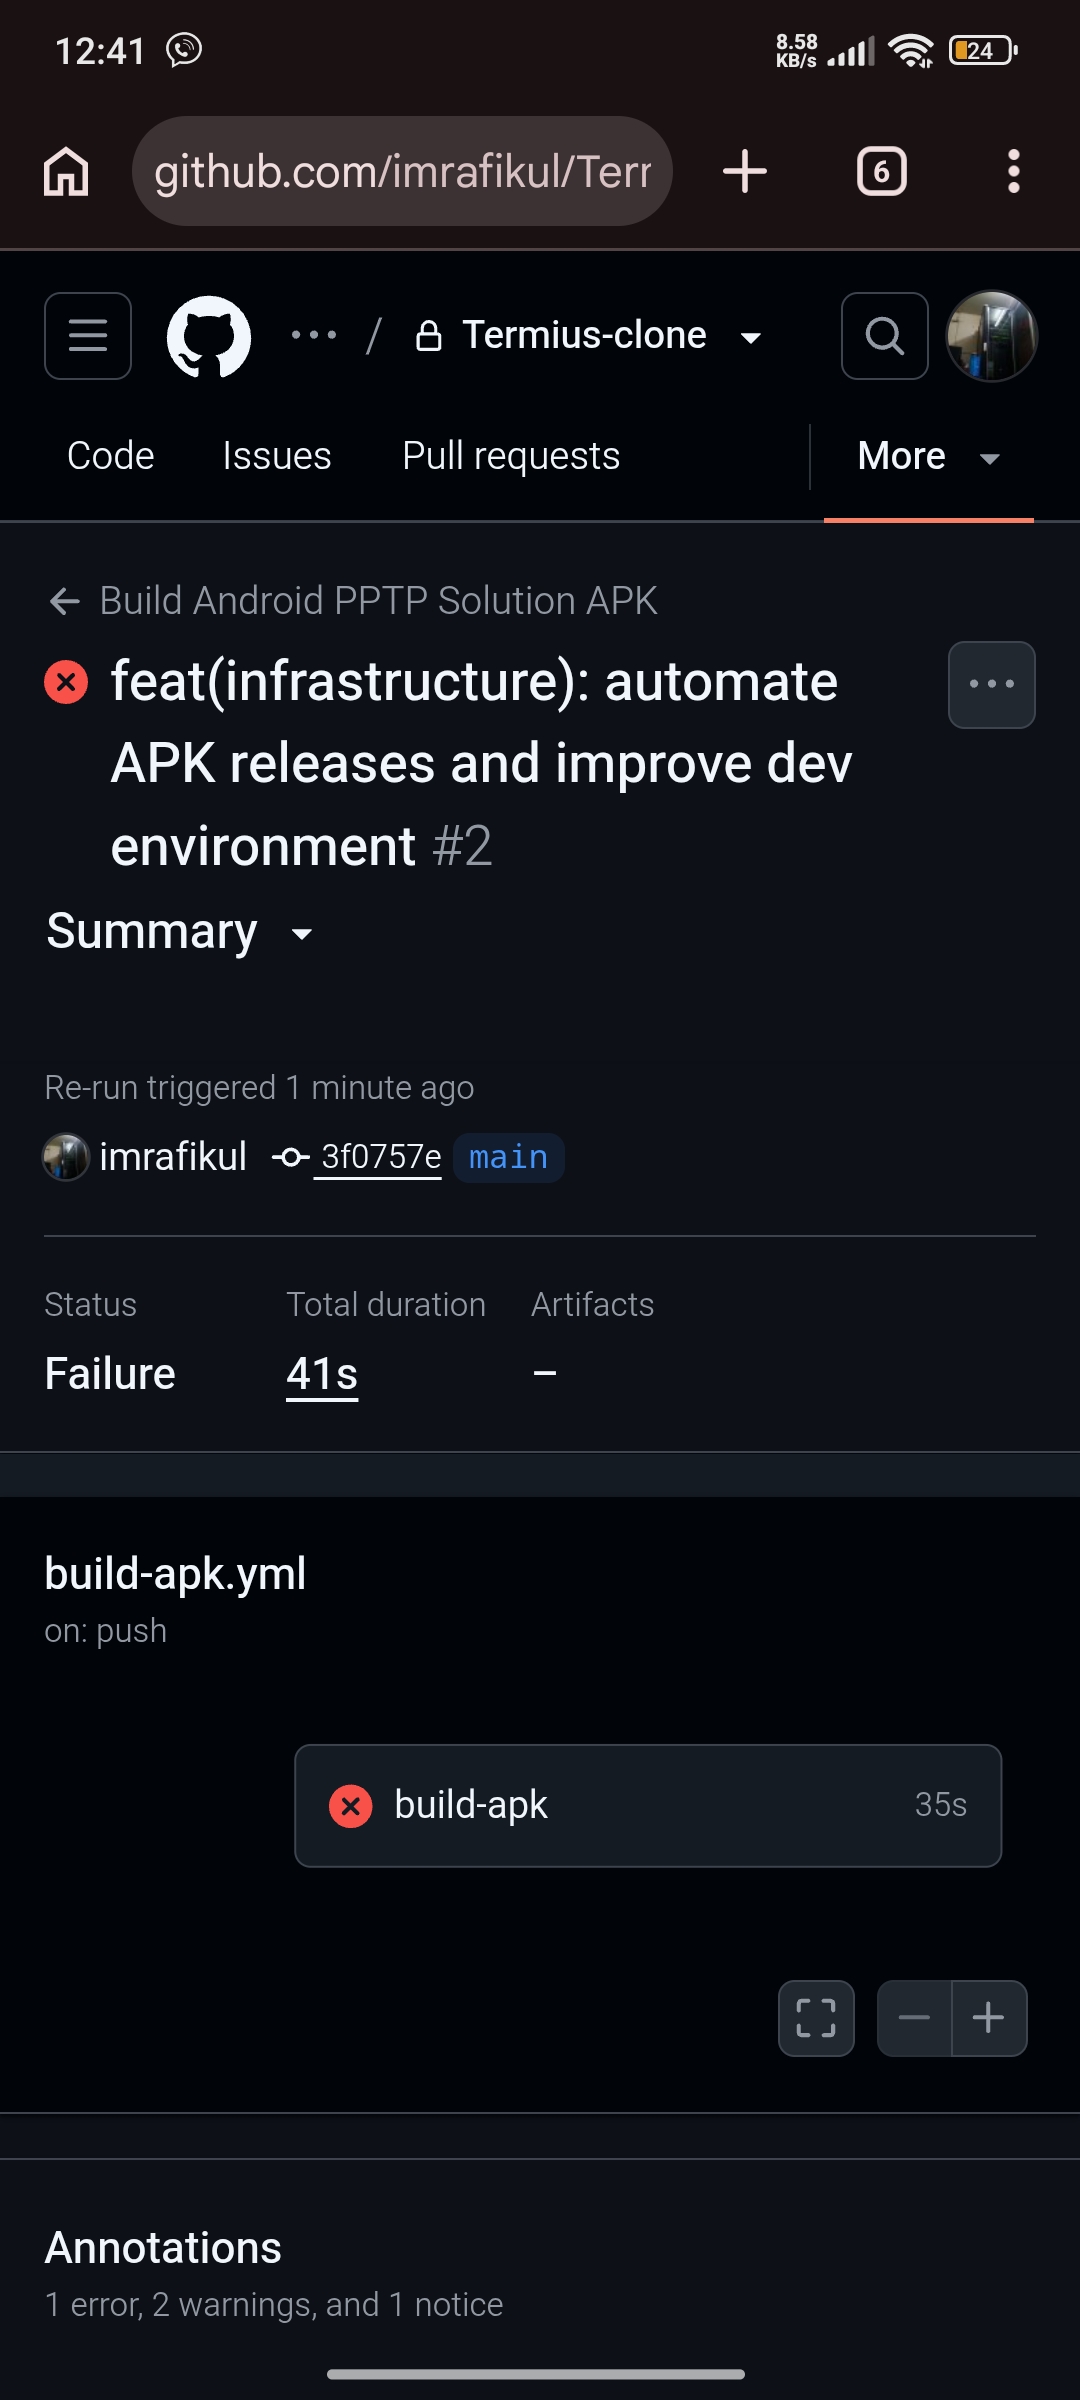 12:41
8.58
KB/s
24
github.com/imrafikul/Terr
6
/ Termius-clone
Code Issues Pull requests More
Build Android PPTP Solution APK
feat(infrastructure): automate
APK releases and improve dev
environment #2
Summary
Re-run triggered 1 minute ago
imrafikul 3f0757e main
Status Total duration Artifacts
Failure 41s –
build-apk.yml
on: push
build-apk 35s
Annotations
1 error, 2 warnings, and 1 notice